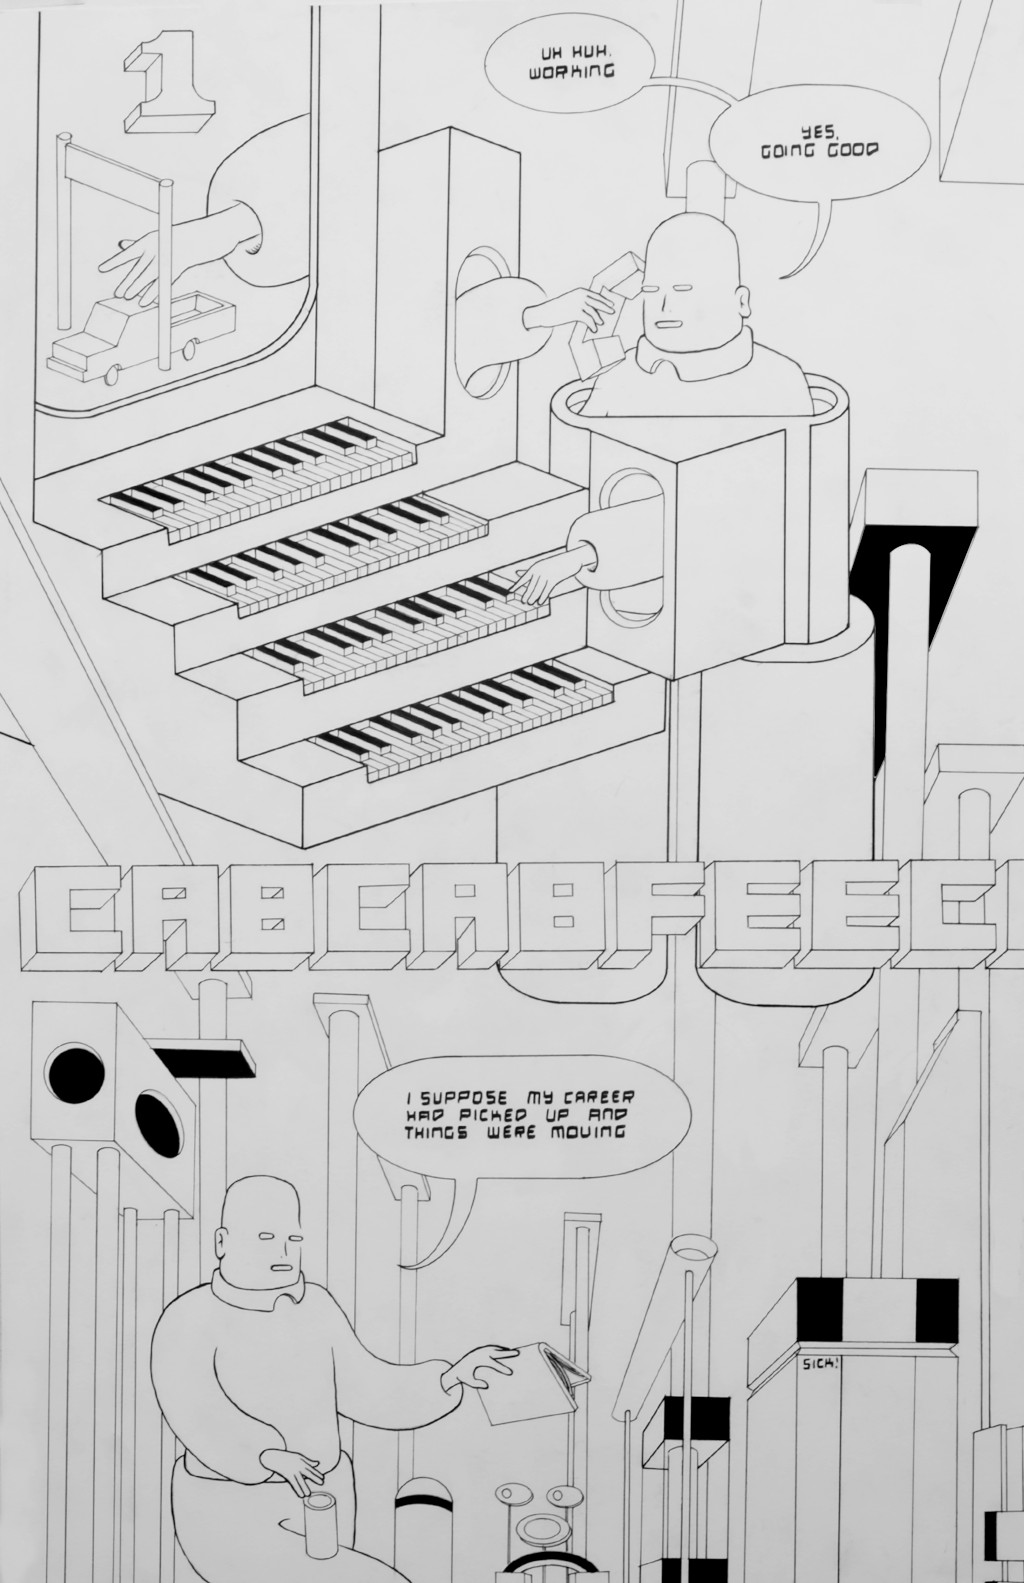 1
UH HUH.
WORKING
YES,
GOING GOOD
CABCABFEEC
I SUPPOSE MY CAREER
HAD PICKED UP AND
THINGS WERE MOVING
SICK!